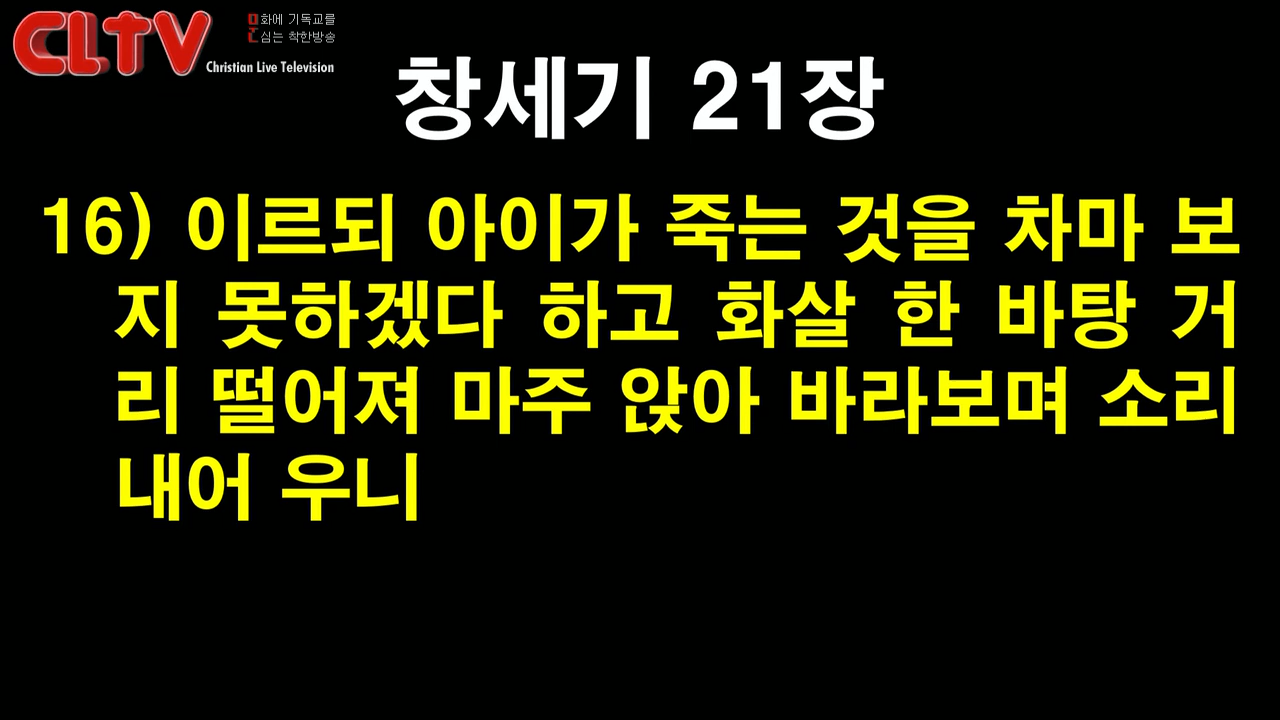 CLTV
문화에 기독교를
심는 착한방송
Christian Live Television
창세기 21장
16) 이르되 아이가 죽는 것을 차마 보
지 못하겠다 하고 화살 한 바탕 거
리 떨어져 마주 앉아 바라보며 소리
내어 우니